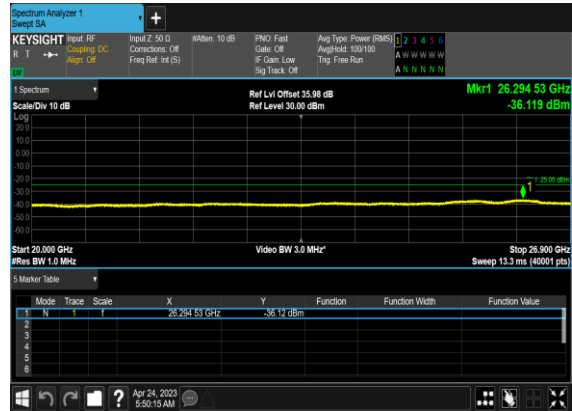 Spectrum Analyzer 1
Swept SA
+
KEYSIGHT
R T
Input: RF
Coupling: DC
Align: Off
Input Z: 50 Ω
Corrections: Off
Freq Ref: Int (S)
#Atten: 10 dB
PNO: Fast
Gate: Off
IF Gain: Low
Sig Track: Off
Avg Type: Power (RMS)
Avg|Hold: 100/100
Trig: Free Run
1 2 3 4 5 6
A W W W W W
A N N N N N
1 Spectrum
Scale/Div 10 dB
Ref Lvl Offset 35.98 dB
Ref Level 30.00 dBm
Mkr1 26.294 53 GHz
-36.119 dBm
Log
20.0
10.0
0.00
-10.0
-20.0
-30.0
-40.0
-50.0
-60.0
-25.00 dBm
1
Start 20.000 GHz
#Res BW 1.0 MHz
Video BW 3.0 MHz*
Stop 26.900 GHz
Sweep 13.3 ms (40001 pts)
5 Marker Table
Mode Trace Scale X Y Function Function Width Function Value
1 N 1 f 26.294 53 GHz -36.12 dBm
2
3
4
5
6
?
Apr 24, 2023
5:50:15 AM